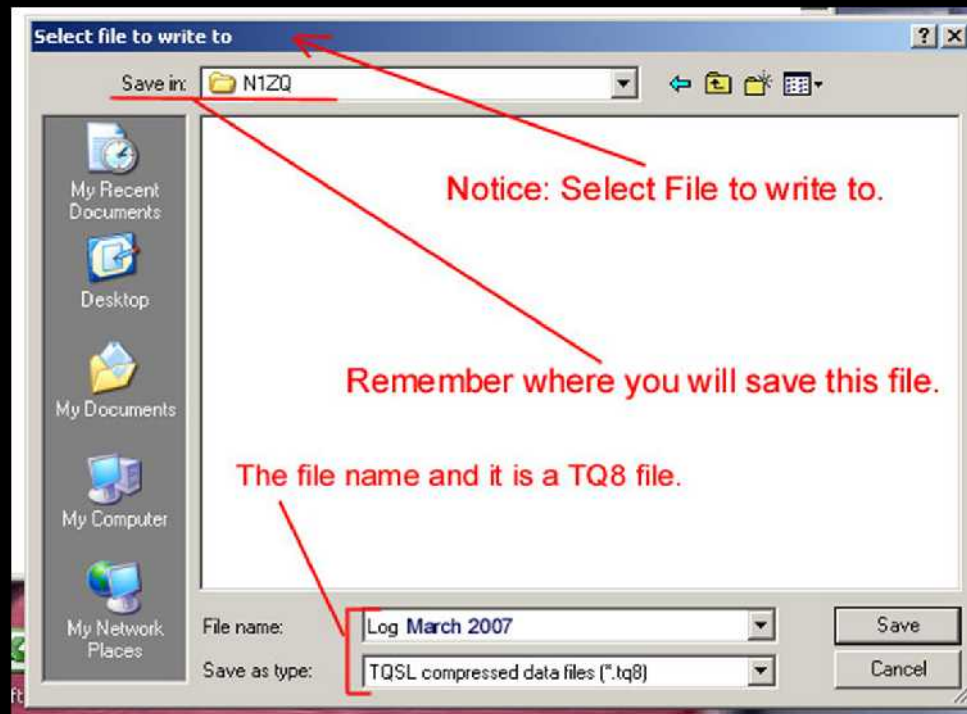 Select file to write to
Save in:
N1ZQ
My Recent
Documents
Notice: Select File to write to.
Desktop
My Documents
Remember where you will save this file.
My Computer
The file name and it is a TQ8 file.
My Network
Places
File name:
Log March 2007
Save
Save as type:
TQSL compressed data files (*.tq8)
Cancel
ft